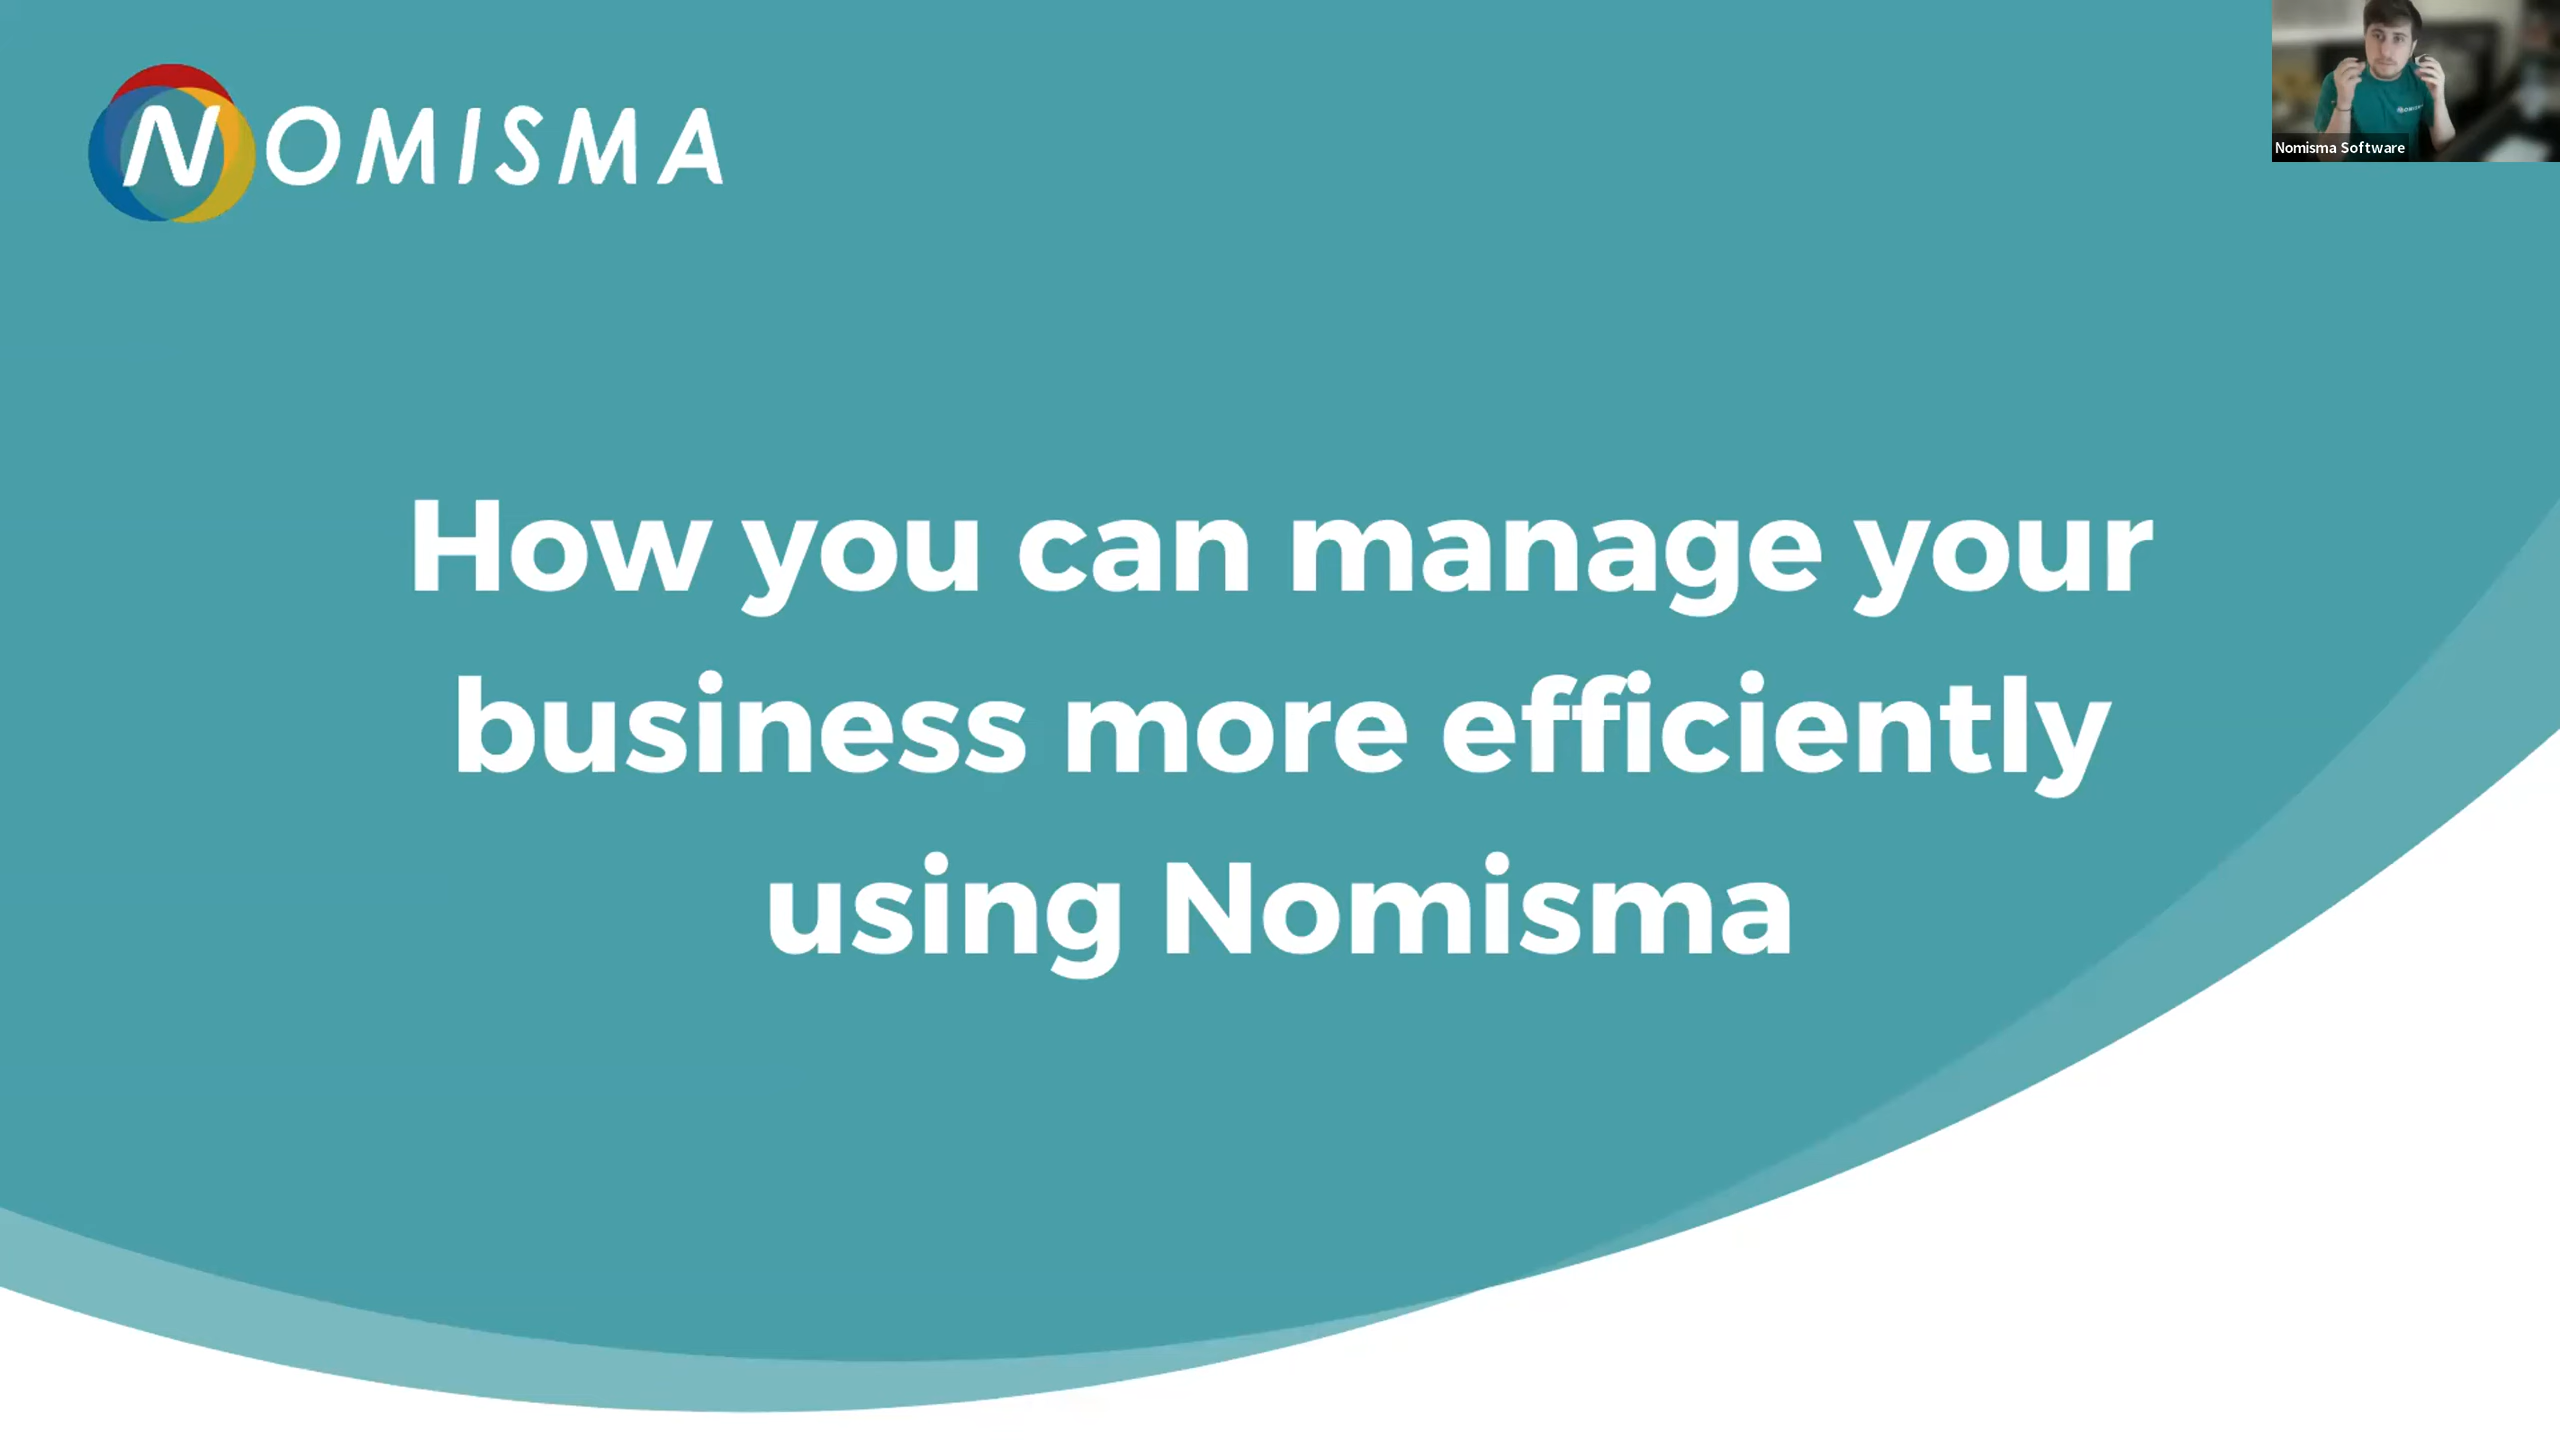 NOMISMA
Nomisma Software
How you can manage your
business more efficiently
using Nomisma